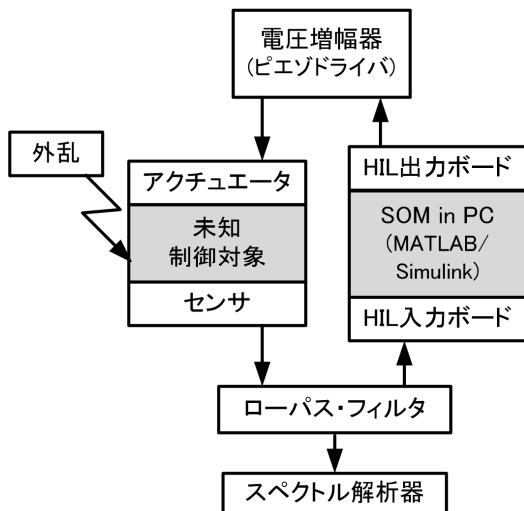 電圧増幅器
(ピエゾドライバ)
外乱
アクチュエータ
未知
制御対象
センサ
HIL出力ボード
SOM in PC
(MATLAB/
Simulink)
HIL入力ボード
ローパス・フィルタ
スペクトル解析器